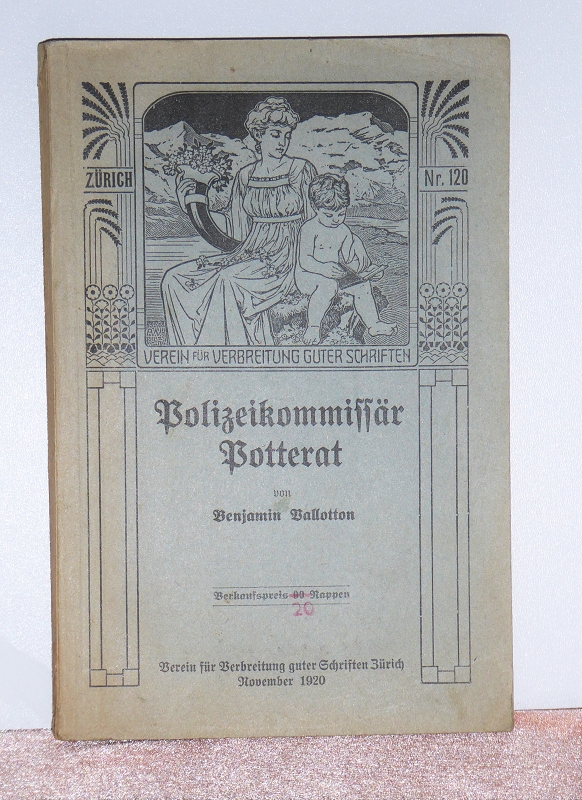 ZÜRICH
Nr. 120
VEREIN FÜR VERBREITUNG GUTER SCHRIFTEN
Polizeikommissär
Potterat
von
Benjamin Vallotton
Verkaufspreis Rappen
20
Verein für Verbreitung guter Schriften Zürich
November 1920